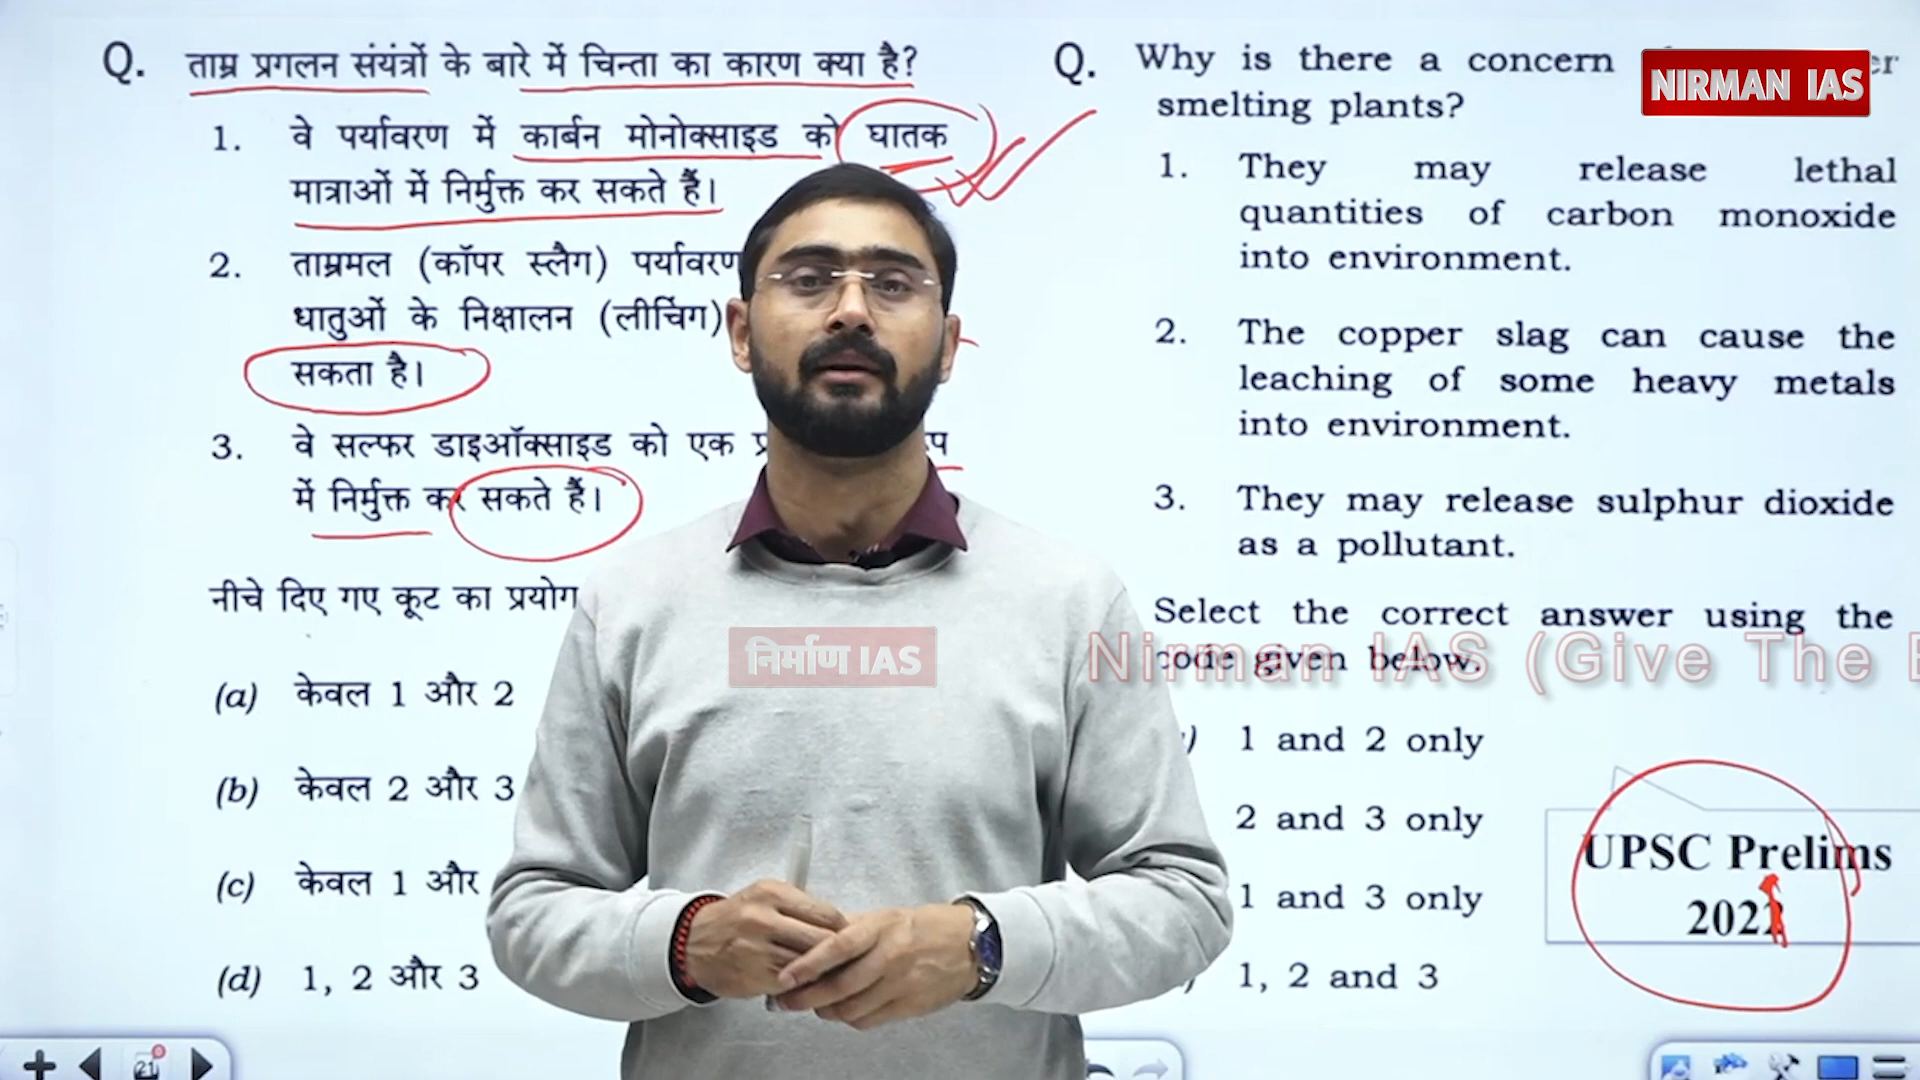 Q. ताम्र प्रगलन संयंत्रों के बारे में चिन्ता का कारण क्या है?
1. वे पर्यावरण में कार्बन मोनोक्साइड को घातक
मात्राओं में निर्मुक्त कर सकते हैं।
2. ताम्रमल (कॉपर स्लैग) पर्यावरण
धातुओं के निक्षालन (लीचिंग)
सकता है।
3. वे सल्फर डाइऑक्साइड को एक
में निर्मुक्त कर सकते हैं।
नीचे दिए गए कूट का प्रयोग
(a) केवल 1 और 2
(b) केवल 2 और 3
(c) केवल 1 और
(d) 1, 2 और 3
Q. Why is there a concern
smelting plants?
1. They may release lethal
quantities of carbon monoxide
into environment.
2. The copper slag can cause the
leaching of some heavy metals
into environment.
3. They may release sulphur dioxide
as a pollutant.
Select the correct answer using the
code given below.
1 and 2 only
2 and 3 only
1 and 3 only
1, 2 and 3
UPSC Prelims
2021
NIRMAN IAS
निर्माण IAS
Nirman IAS (Give The
21